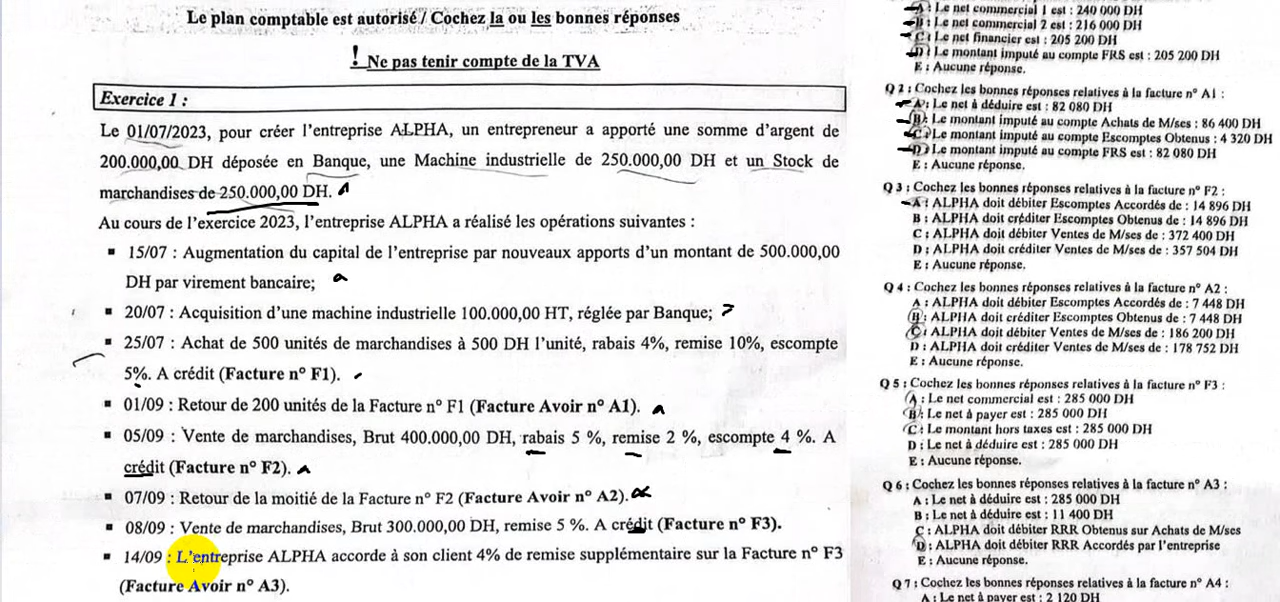 Le plan comptable est autorisé / Cochez la ou les bonnes réponses
! Ne pas tenir compte de la TVA
Exercice 1 :
Le 01/07/2023, pour créer l'entreprise ALPHA, un entrepreneur a apporté une somme d'argent de
200.000,00 DH déposée en Banque, une Machine industrielle de 250.000,00 DH et un Stock de
marchandises de 250.000,00 DH.
Au cours de l'exercice 2023, l'entreprise ALPHA a réalisé les opérations suivantes :
▪ 15/07 : Augmentation du capital de l'entreprise par nouveaux apports d'un montant de 500.000,00
DH par virement bancaire;
▪ 20/07 : Acquisition d'une machine industrielle 100.000,00 HT, réglée par Banque;
▪ 25/07 : Achat de 500 unités de marchandises à 500 DH l'unité, rabais 4%, remise 10%, escompte
5%. A crédit (Facture n° F1).
▪ 01/09 : Retour de 200 unités de la Facture n° F1 (Facture Avoir n° A1).
▪ 05/09 : Vente de marchandises, Brut 400.000,00 DH, rabais 5 %, remise 2 %, escompte 4 %. A
crédit (Facture n° F2).
▪ 07/09 : Retour de la moitié de la Facture n° F2 (Facture Avoir n° A2).
▪ 08/09 : Vente de marchandises, Brut 300.000,00 DH, remise 5 %. A crédit (Facture n° F3).
▪ 14/09 : L'entreprise ALPHA accorde à son client 4% de remise supplémentaire sur la Facture n° F3
(Facture Avoir n° A3).
A : Le net commercial 1 est : 240 000 DH
B : Le net commercial 2 est : 216 000 DH
C : Le net financier est : 205 200 DH
D : Le montant imputé au compte FRS est : 205 200 DH
E : Aucune réponse.
Q 2 : Cochez les bonnes réponses relatives à la facture n° A1 :
A : Le net à déduire est : 82 080 DH
B : Le montant imputé au compte Achats de M/ses : 86 400 DH
C : Le montant imputé au compte Escomptes Obtenus : 4 320 DH
D : Le montant imputé au compte FRS est : 82 080 DH
E : Aucune réponse.
Q 3 : Cochez les bonnes réponses relatives à la facture n° F2 :
A : ALPHA doit débiter Escomptes Accordés de : 14 896 DH
B : ALPHA doit créditer Escomptes Obtenus de : 14 896 DH
C : ALPHA doit débiter Ventes de M/ses de : 372 400 DH
D : ALPHA doit créditer Ventes de M/ses de : 357 504 DH
E : Aucune réponse.
Q 4 : Cochez les bonnes réponses relatives à la facture n° A2 :
A : ALPHA doit débiter Escomptes Accordés de : 7 448 DH
B : ALPHA doit créditer Escomptes Obtenus de : 7 448 DH
C : ALPHA doit débiter Ventes de M/ses de : 186 200 DH
D : ALPHA doit créditer Ventes de M/ses de : 178 752 DH
E : Aucune réponse.
Q 5 : Cochez les bonnes réponses relatives à la facture n° F3 :
A : Le net commercial est : 285 000 DH
B : Le net à payer est : 285 000 DH
C : Le montant hors taxes est : 285 000 DH
D : Le net à déduire est : 285 000 DH
E : Aucune réponse.
Q 6 : Cochez les bonnes réponses relatives à la facture n° A3 :
A : Le net à déduire est : 285 000 DH
B : Le net à déduire est : 11 400 DH
C : ALPHA doit débiter RRR Obtenus sur Achats de M/ses
D : ALPHA doit débiter RRR Accordés par l'entreprise
E : Aucune réponse.
Q 7 : Cochez les bonnes réponses relatives à la facture n° A4 :
A : Le net à payer est : 2 120 DH